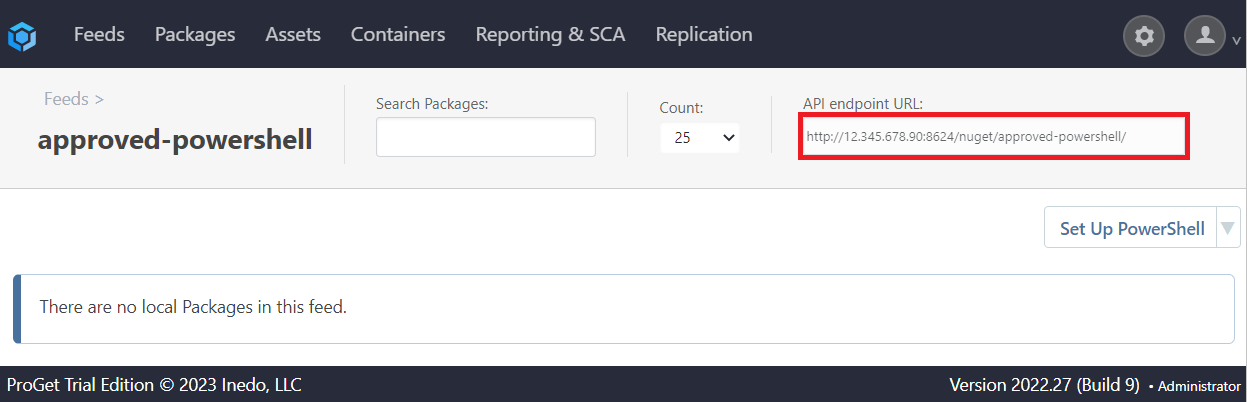 Feeds Packages Assets Containers Reporting & SCA Replication
Feeds >
approved-powershell
Search Packages:
Count:
25
API endpoint URL:
http://12.345.678.90:8624/nuget/approved-powershell/
Set Up PowerShell
There are no local Packages in this feed.
ProGet Trial Edition © 2023 Inedo, LLC
Version 2022.27 (Build 9) • Administrator